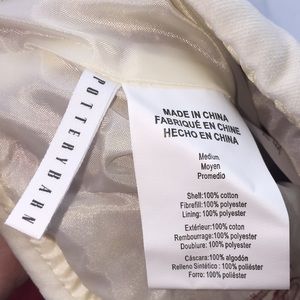 POTTERY BARN
MADE IN CHINA
FABRIQUÉ EN CHINE
HECHO EN CHINA
Medium
Moyen
Promedio
Shell:100% cotton
Fibrefill: 100% polyester
Lining: 100% polyester
Extérieur:100% coton
Rembourrage:100% polyester
Doublure: 100% polyester
Cáscara:100% algodón
Relleno Sintético : 100% poliéster
Forro: 100% poliéster